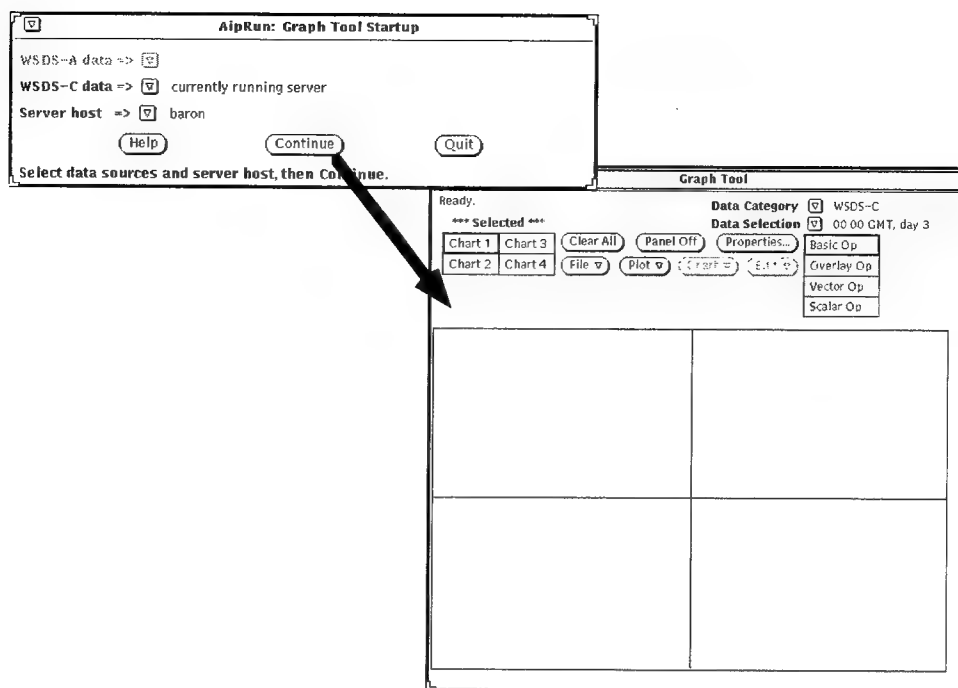 AipRun: Graph Tool Startup
WSDS-A data =>
WSDS-C data => currently running server
Server host => baron
Help Continue Quit
Select data sources and server host, then Continue.
Graph Tool
Ready.
Data Category WSDS-C
*** Selected ***
Data Selection 00:00 GMT, day 3
Chart 1 Chart 3 Clear All Panel Off Properties... Basic Op
Chart 2 Chart 4 File Plot Chart Edit Overlay Op
Vector Op
Scalar Op